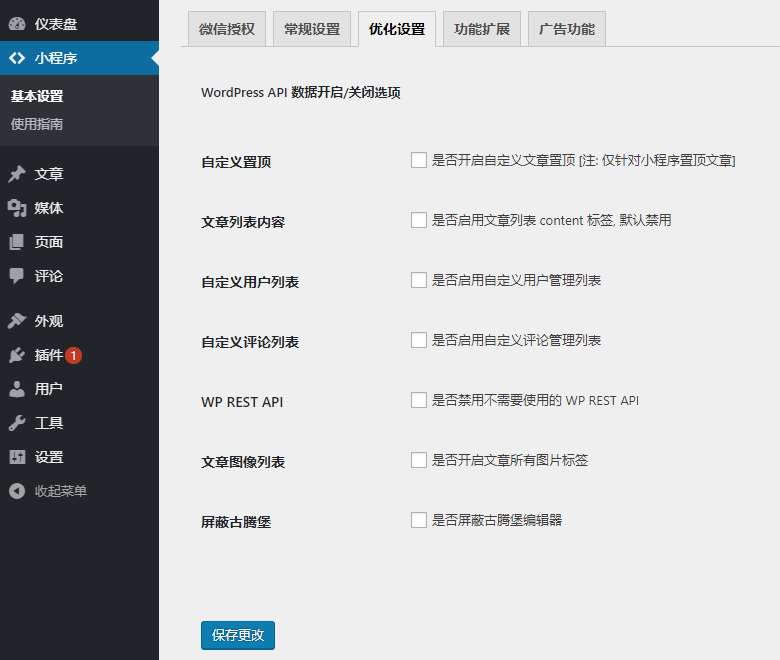 仪表盘
小程序
基本设置
使用指南
文章
媒体
页面
评论
外观
插件 1
用户
工具
设置
收起菜单
微信授权 常规设置 优化设置 功能扩展 广告功能
WordPress API 数据开启/关闭选项
自定义置顶 是否开启自定义文章置顶 [注: 仅针对小程序置顶文章]
文章列表内容 是否启用文章列表 content 标签, 默认禁用
自定义用户列表 是否启用自定义用户管理列表
自定义评论列表 是否启用自定义评论管理列表
WP REST API 是否禁用不需要使用的 WP REST API
文章图像列表 是否开启文章所有图片标签
屏蔽古腾堡 是否屏蔽古腾堡编辑器
保存更改